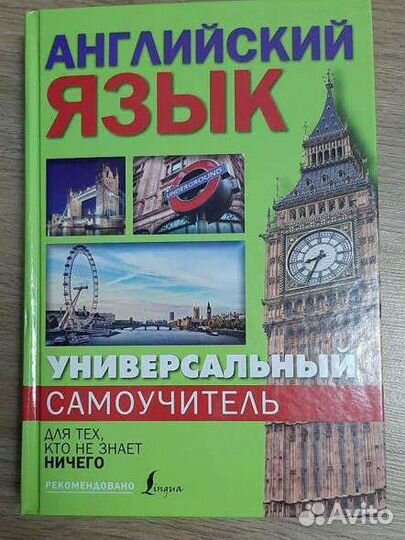 АНГЛИЙСКИЙ
ЯЗЫК
UNDERGROUND
УНИВЕРСАЛЬНЫЙ
САМОУЧИТЕЛЬ
ДЛЯ ТЕХ,
КТО НЕ ЗНАЕТ
НИЧЕГО
РЕКОМЕНДОВАНО Lingua
Avito